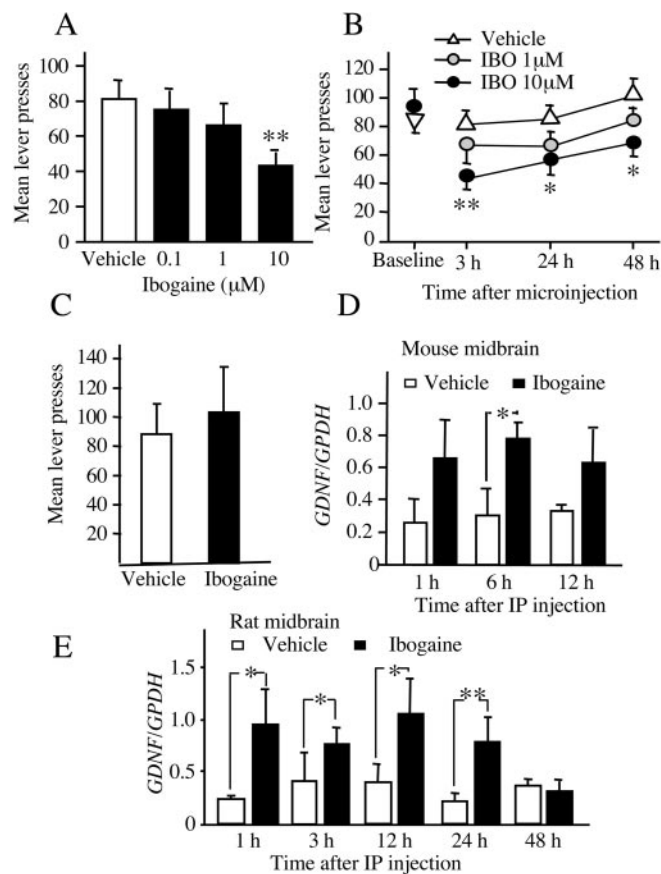 A
Mean lever presses
100
80
60
40
20
0
**
Vehicle 0.1 1 10
Ibogaine (µM)
B
Vehicle
IBO 1µM
IBO 10µM
Mean lever presses
120
100
80
60
40
20
0
** * *
Baseline 3 h 24 h 48 h
Time after microinjection
C
Mean lever presses
140
120
100
80
60
40
20
Vehicle Ibogaine
D
Mouse midbrain
Vehicle Ibogaine
GDNF/GPDH
1.0
0.8
0.6
0.4
0.2
0
*
1 h 6 h 12 h
Time after IP injection
E
Rat midbrain
Vehicle Ibogaine
GDNF/GPDH
1.5
1.0
0.5
0
* * * **
1 h 3 h 12 h 24 h 48 h
Time after IP injection